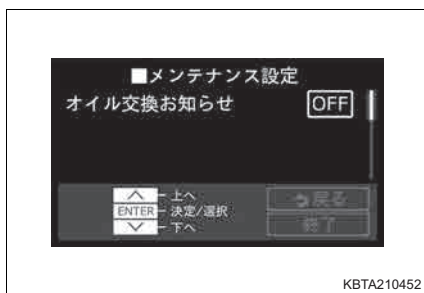 ■メンテナンス設定
オイル交換お知らせ OFF
上へ
ENTER 決定/選択
下へ
戻る
終了
KBTA210452